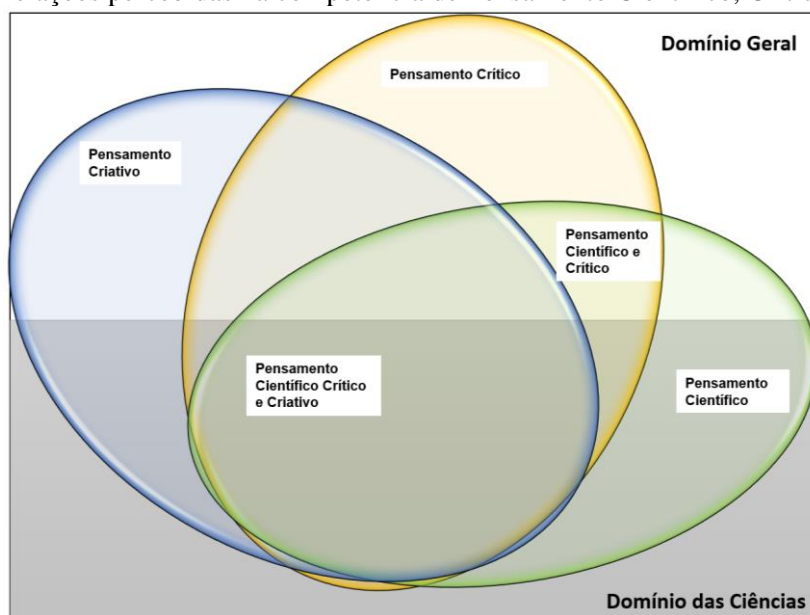 Domínio Geral
Pensamento Crítico
Pensamento
Criativo
Pensamento
Científico e
Crítico
Pensamento
Científico Crítico
e Criativo
Pensamento
Científico
Domínio das Ciências